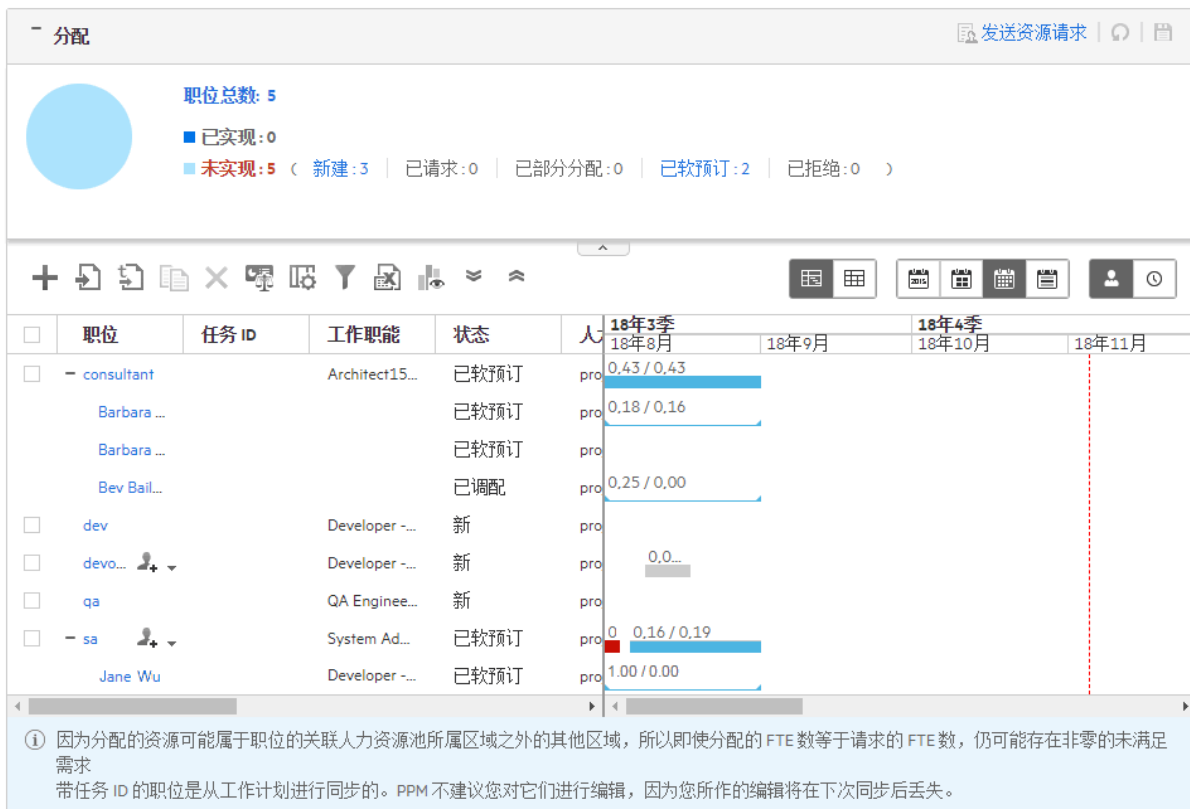 分配
发送资源请求
职位总数: 5
已实现:0
未实现:5 ( 新建:3 已请求:0 已部分分配:0 已软预订:2 已拒绝:0 )
2015
职位 任务 ID 工作职能 状态 人力
18年3季 18年4季
18年8月 18年9月 18年10月 18年11月
consultant Architect15... 已软预订 pro 0,43 / 0,43
Barbara ... 已软预订 pro 0,18 / 0,16
Barbara ... 已软预订 pro
Bev Bail... 已调配 pro 0,25 / 0,00
dev Developer -... 新 pro
devo... Developer -... 新 pro 0,0...
qa QA Enginee... 新 pro
sa System Ad... 已软预订 pro 0 0,16 / 0,19
Jane Wu Developer -... 已软预订 pro 1.00 / 0.00
因为分配的资源可能属于职位的关联人力资源池所属区域之外的其他区域，所以即使分配的 FTE 数等于请求的 FTE 数，仍可能存在非零的未满足
需求
带任务 ID 的职位是从工作计划进行同步的。PPM 不建议您对它们进行编辑，因为您所作的编辑将在下次同步后丢失。